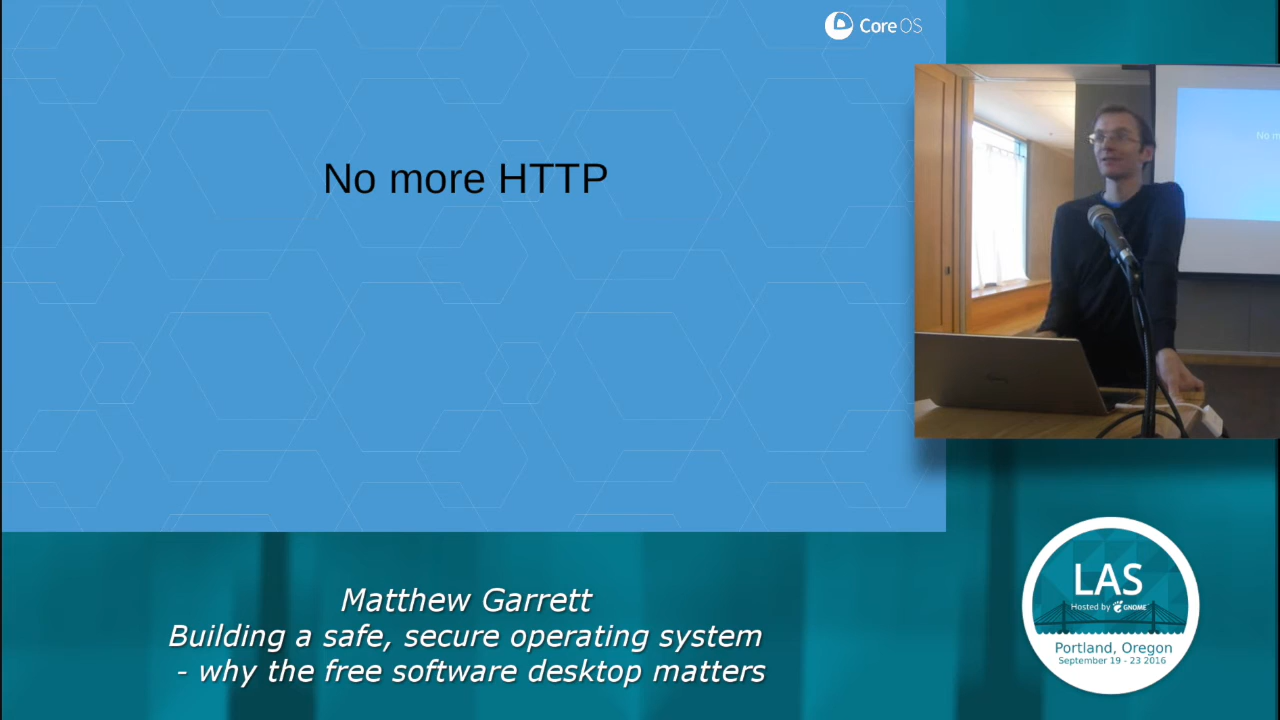 CoreOS
No more HTTP
No m
Matthew Garrett
Building a safe, secure operating system
- why the free software desktop matters
LAS
Hosted by GNOME
Portland, Oregon
September 19 - 23 2016